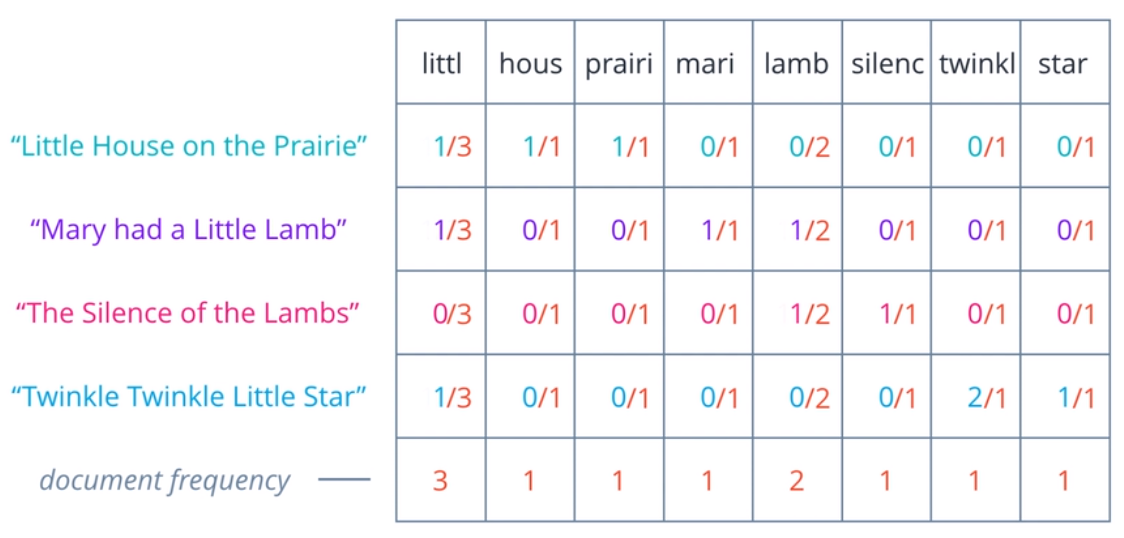 littl hous prairi mari lamb silenc twinkl star
“Little House on the Prairie” 1/3 1/1 1/1 0/1 0/2 0/1 0/1 0/1
“Mary had a Little Lamb” 1/3 0/1 0/1 1/1 1/2 0/1 0/1 0/1
“The Silence of the Lambs” 0/3 0/1 0/1 0/1 1/2 1/1 0/1 0/1
“Twinkle Twinkle Little Star” 1/3 0/1 0/1 0/1 0/2 0/1 2/1 1/1
document frequency 3 1 1 1 2 1 1 1